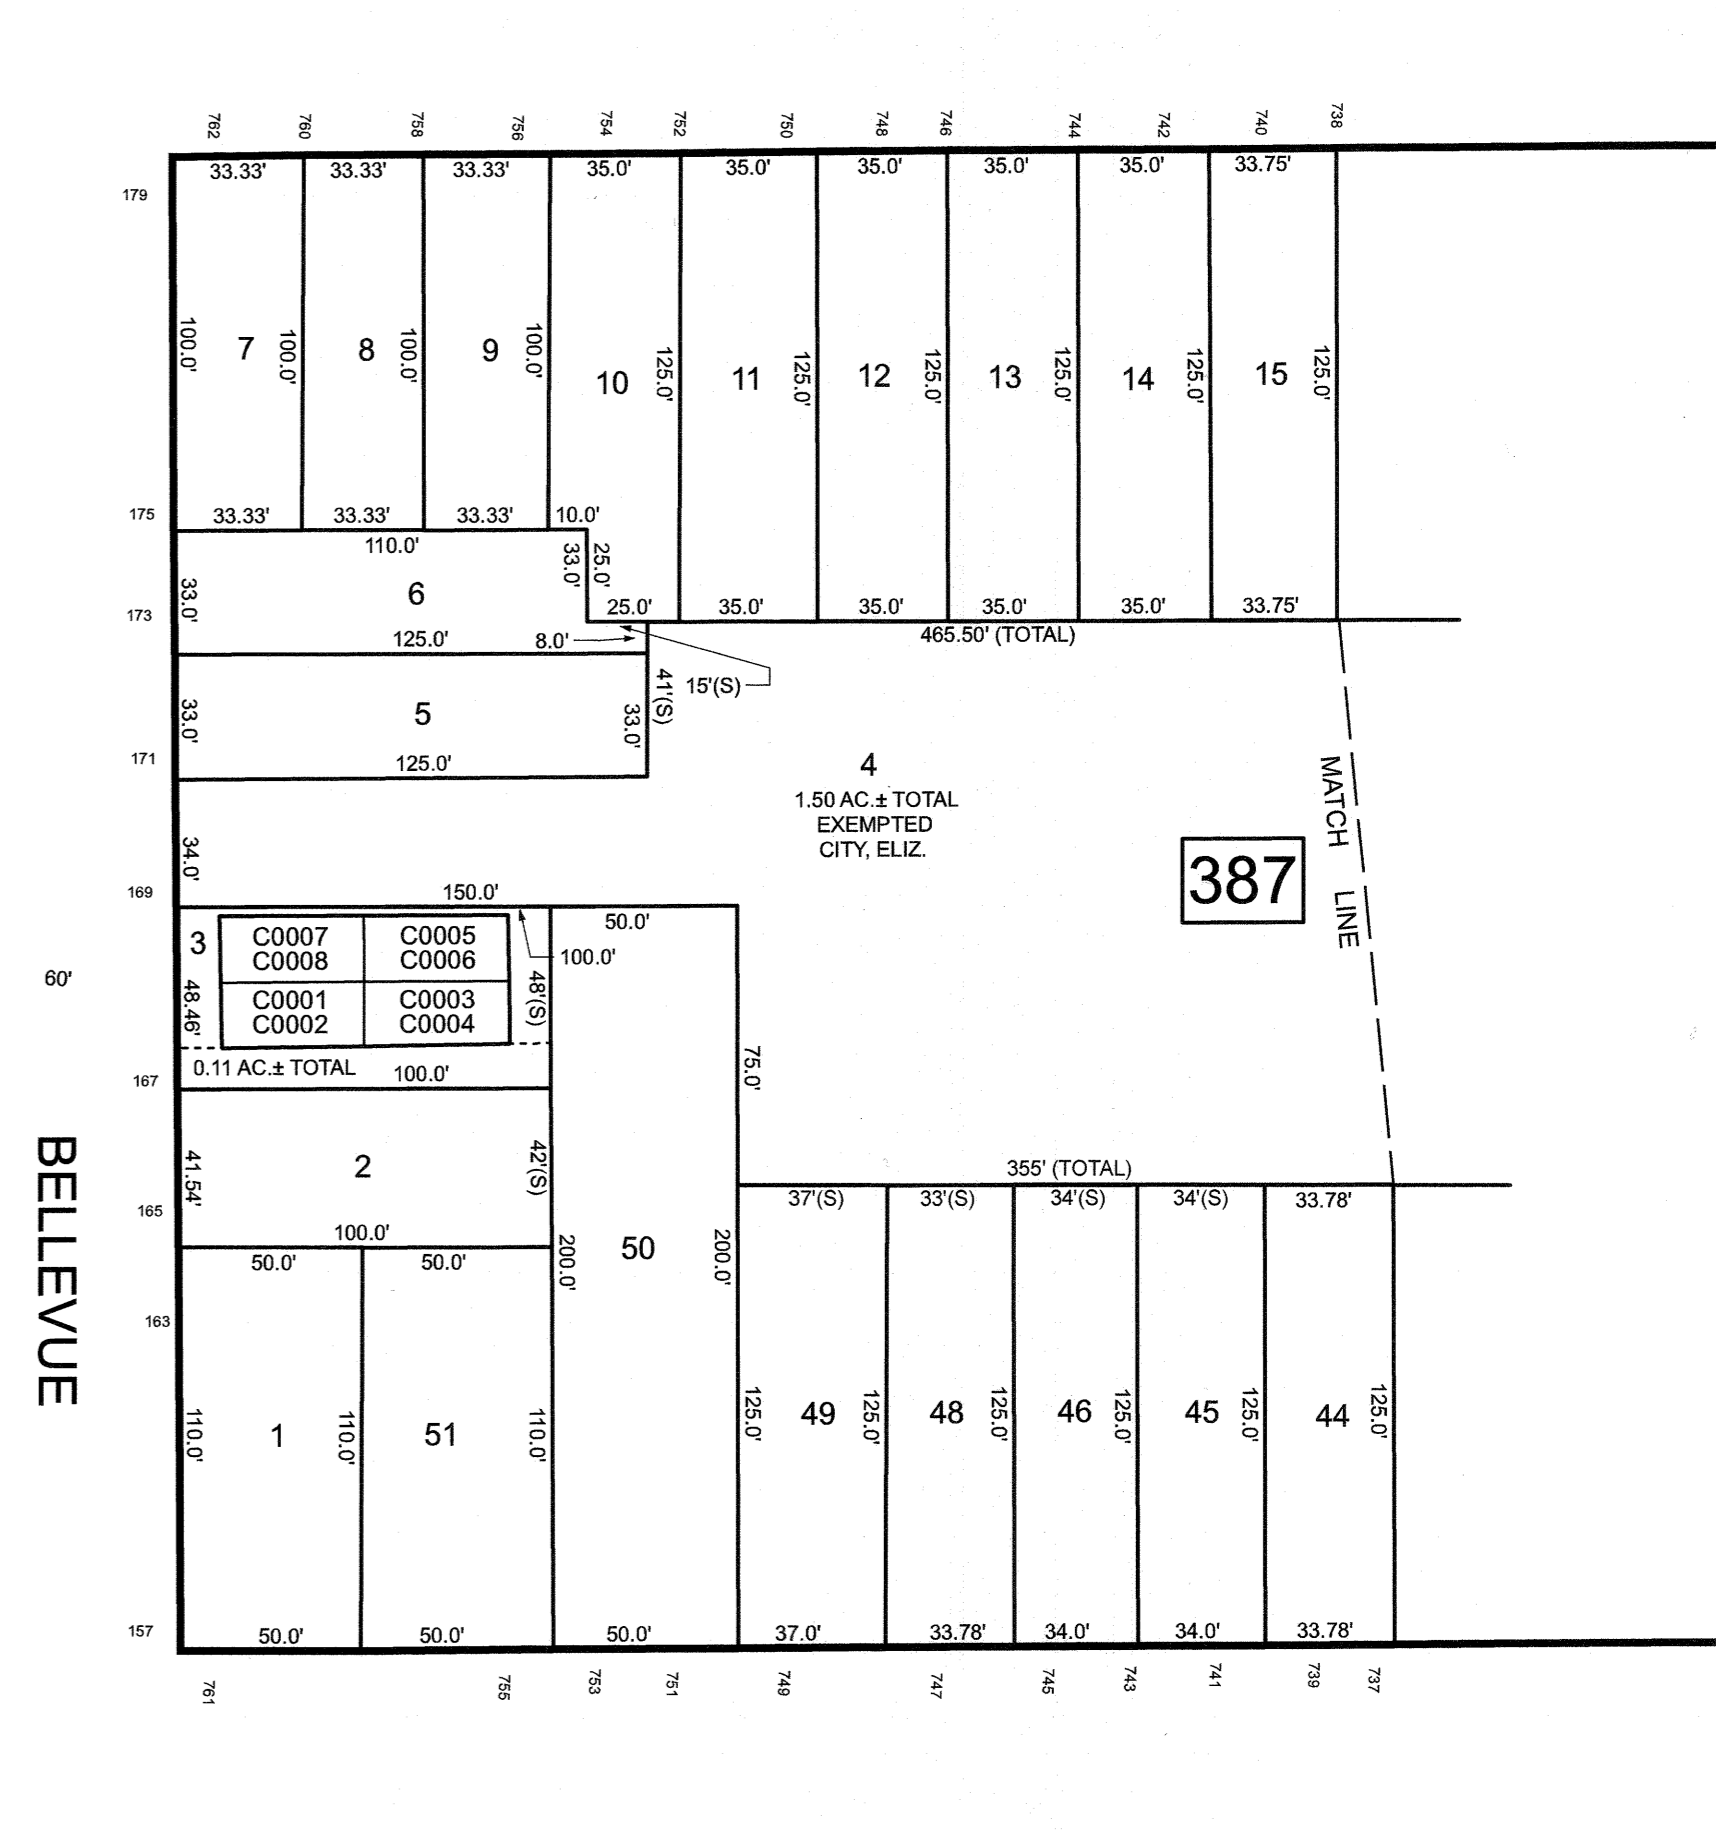 762 760 758 756 754 752 750 748 746 744 742 740 738
179 33.33' 33.33' 33.33' 35.0' 35.0' 35.0' 35.0' 35.0' 33.75'
100.0' 7 100.0' 8 100.0' 9 100.0' 10 125.0' 11 125.0' 12 125.0' 13 125.0' 14 125.0' 15 125.0'
175 33.33' 33.33' 33.33' 10.0'
110.0'
33.0' 6 33.0' 25.0'
173 25.0' 35.0' 35.0' 35.0' 35.0' 33.75'
125.0' 8.0' 465.50' (TOTAL)
33.0' 5 33.0' 41'(S) 15'(S)
171 125.0'
4
1.50 AC.± TOTAL
EXEMPTED
CITY, ELIZ.
MATCH LINE
387
34.0'
169 150.0'
50.0'
3 C0007 C0005
C0008 C0006
100.0'
60'
48.46' C0001 C0003 48'(S)
C0002 C0004
0.11 AC.± TOTAL 100.0' 75.0'
167
BELLEVUE
41.54' 2 42'(S)
355' (TOTAL)
37'(S) 33'(S) 34'(S) 34'(S) 33.78'
165 100.0'
50.0' 50.0' 200.0' 50 200.0'
163
110.0' 1 110.0' 51 110.0' 125.0' 49 125.0' 48 125.0' 46 125.0' 45 125.0' 44 125.0'
157 50.0' 50.0' 50.0' 37.0' 33.78' 34.0' 34.0' 33.78'
761 755 753 751 749 747 745 743 741 739 737